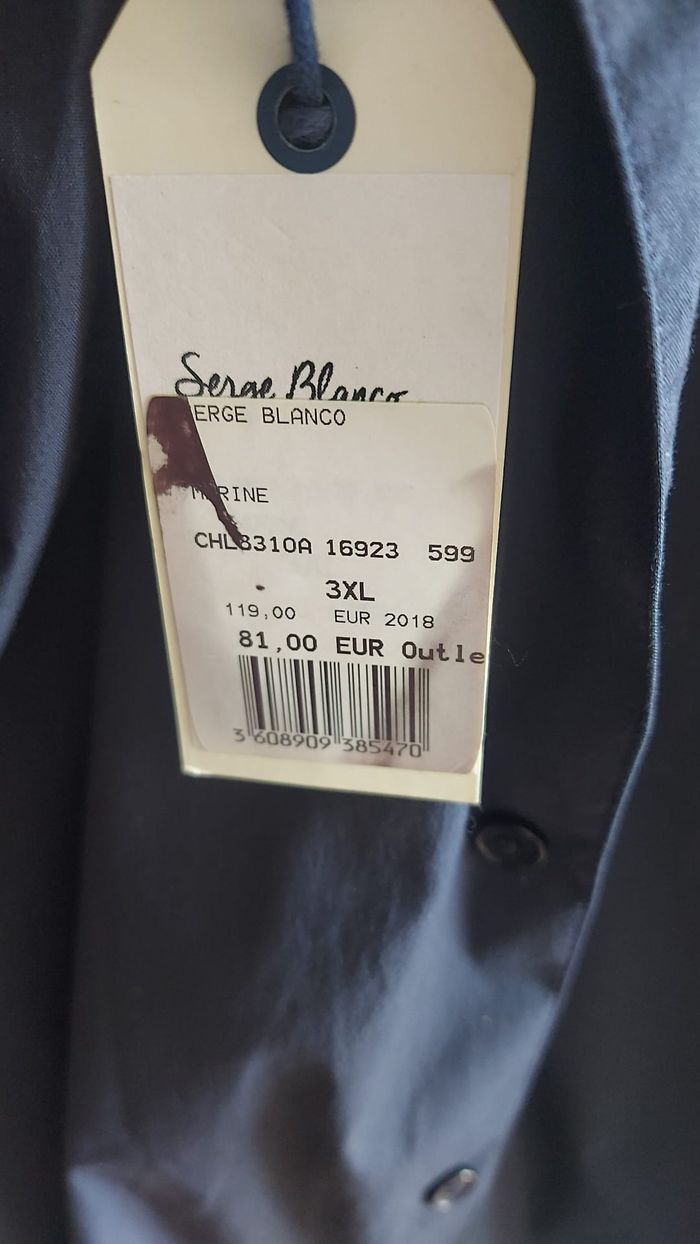 Serge Blanco
ERGE BLANCO
MARINE
CHL8310A 16923 599
3XL
119,00 EUR 2018
81,00 EUR Outle
3 608909 385470